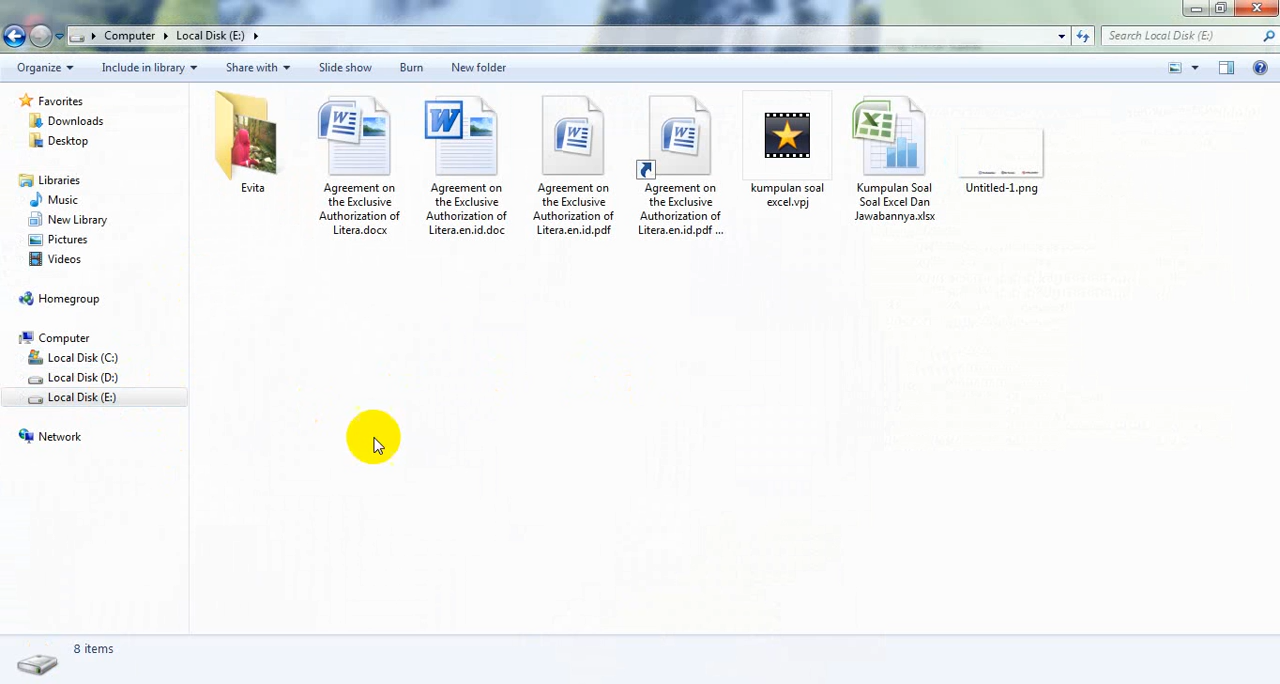 Computer
Local Disk (E:)
Search Local Disk (E:)
Organize
Include in library
Share with
Slide show
Burn
New folder
Favorites
Downloads
Desktop
Libraries
Music
New Library
Pictures
Videos
Homegroup
Computer
Local Disk (C:)
Local Disk (D:)
Local Disk (E:)
Network
Evita
Agreement on
the Exclusive
Authorization of
Litera.docx
Agreement on
the Exclusive
Authorization of
Litera.en.id.doc
Agreement on
the Exclusive
Authorization of
Litera.en.id.pdf
Agreement on
the Exclusive
Authorization of
Litera.en.id.pdf ...
kumpulan soal
excel.vpj
Kumpulan Soal
Soal Excel Dan
Jawabannya.xlsx
Untitled-1.png
8 items